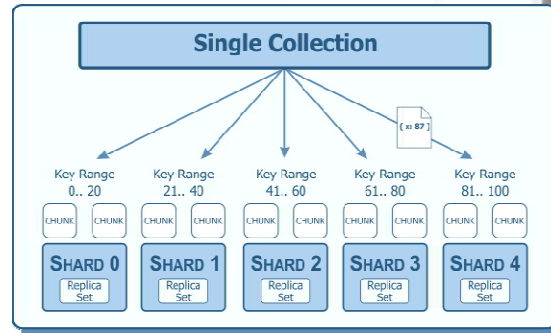 Single Collection
{ x: 87 }
Key Range
0.. 20
Key Range
21.. 40
Key Range
41.. 60
Key Range
61.. 80
Key Range
81.. 100
CHUNK CHUNK CHUNK CHUNK CHUNK CHUNK CHUNK CHUNK CHUNK CHUNK
SHARD 0 SHARD 1 SHARD 2 SHARD 3 SHARD 4
Replica
Set
Replica
Set
Replica
Set
Replica
Set
Replica
Set